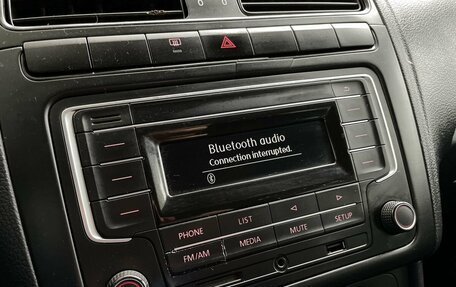 Bluetooth audio
Connection interrupted.
PHONE LIST SETUP
FM/AM MEDIA MUTE